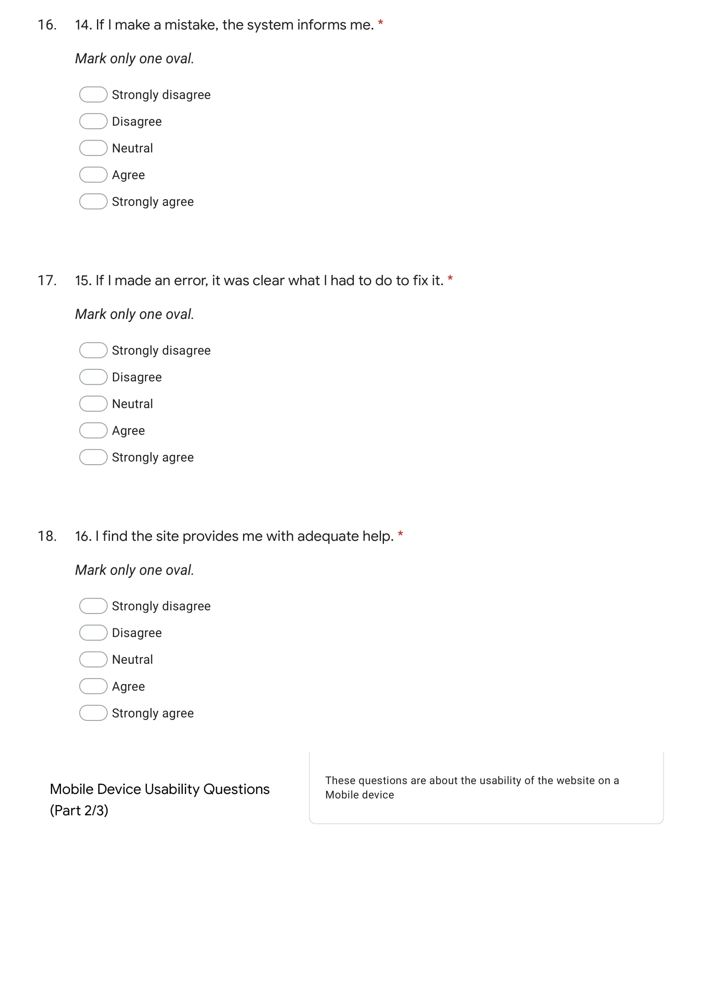 16. 14. If I make a mistake, the system informs me. *
Mark only one oval.
Strongly disagree
Disagree
Neutral
Agree
Strongly agree
17. 15. If I made an error, it was clear what I had to do to fix it. *
Mark only one oval.
Strongly disagree
Disagree
Neutral
Agree
Strongly agree
18. 16. I find the site provides me with adequate help. *
Mark only one oval.
Strongly disagree
Disagree
Neutral
Agree
Strongly agree
Mobile Device Usability Questions
(Part 2/3)
These questions are about the usability of the website on a
Mobile device